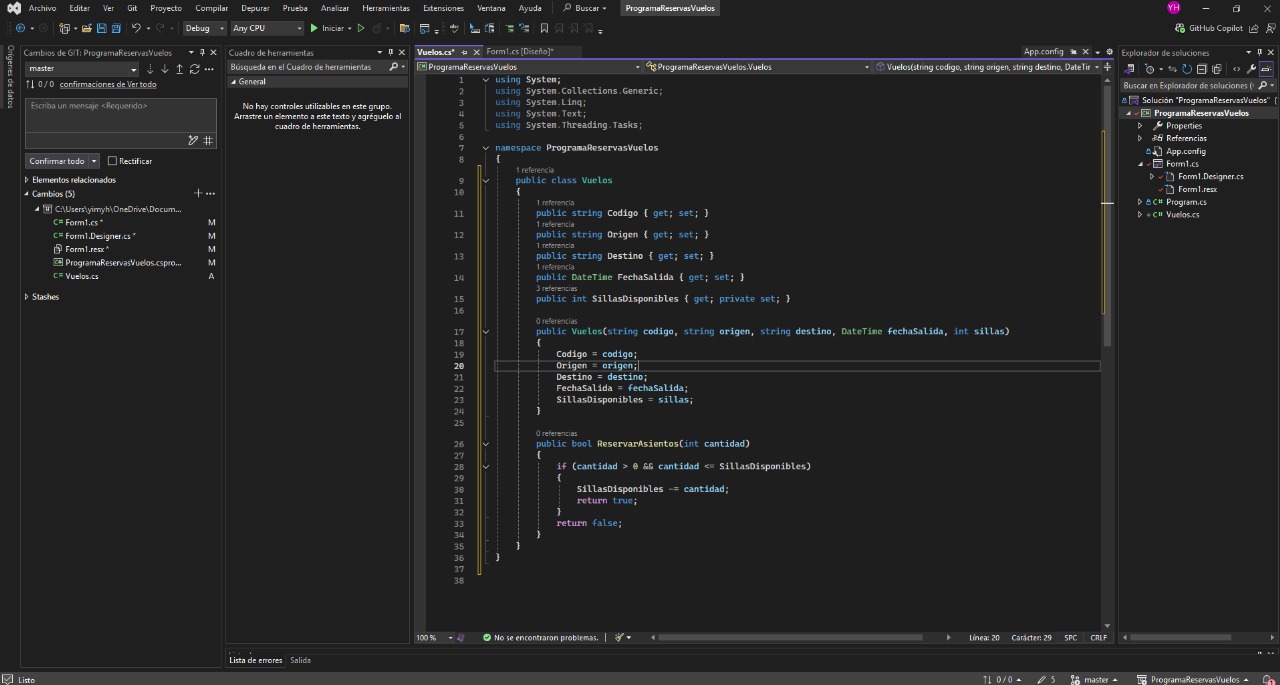 Archivo Editar Ver Git Proyecto Compilar Depurar Prueba Analizar Herramientas Extensiones Ventana Ayuda Buscar ProgramaReservasVuelos YH
Debug Any CPU Iniciar GitHub Copilot
Orígenes de datos
Cambios de GIT: ProgramaReservasVuelos
master
0 / 0 confirmaciones de Ver todo
Escriba un mensaje <Requerido>
Confirmar todo Rectificar
Elementos relacionados
Cambios (5)
C:\Users\yimyh\OneDrive\Docum...
C# Form1.cs * M
C# Form1.Designer.cs * M
Form1.resx * M
ProgramaReservasVuelos.cspro... M
C# Vuelos.cs A
Stashes
Cuadro de herramientas
Búsqueda en el Cuadro de herramientas
General
No hay controles utilizables en este grupo.
Arrastre un elemento a este texto y agréguelo al
cuadro de herramientas.
Vuelos.cs* Form1.cs [Diseño]* App.config
ProgramaReservasVuelos ProgramaReservasVuelos.Vuelos Vuelos(string codigo, string origen, string destino, DateTir
1 using System;
2 using System.Collections.Generic;
3 using System.Linq;
4 using System.Text;
5 using System.Threading.Tasks;
6
7 namespace ProgramaReservasVuelos
8 {
1 referencia
9 public class Vuelos
10 {
1 referencia
11 public string Codigo { get; set; }
1 referencia
12 public string Origen { get; set; }
1 referencia
13 public string Destino { get; set; }
1 referencia
14 public DateTime FechaSalida { get; set; }
3 referencias
15 public int SillasDisponibles { get; private set; }
16
0 referencias
17 public Vuelos(string codigo, string origen, string destino, DateTime fechaSalida, int sillas)
18 {
19 Codigo = codigo;
20 Origen = origen;
21 Destino = destino;
22 FechaSalida = fechaSalida;
23 SillasDisponibles = sillas;
24 }
25
0 referencias
26 public bool ReservarAsientos(int cantidad)
27 {
28 if (cantidad > 0 && cantidad <= SillasDisponibles)
29 {
30 SillasDisponibles -= cantidad;
31 return true;
32 }
33 return false;
34 }
35 }
36 }
37
38
100 % No se encontraron problemas. Línea: 20 Carácter: 29 SPC CRLF
Explorador de soluciones
Buscar en Explorador de soluciones (
Solución "ProgramaReservasVuelos" (
ProgramaReservasVuelos
Properties
Referencias
App.config
Form1.cs
Form1.Designer.cs
Form1.resx
C# Program.cs
C# Vuelos.cs
Lista de errores Salida
Listo 0 / 0 5 master ProgramaReservasVuelos